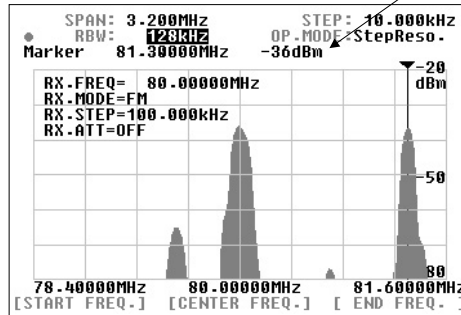 SPAN: 3.200MHz STEP: 10.000kHz
RBW: 128kHz OP.MODE:StepReso.
Marker 81.30000MHz -36dBm
-20
dBm
RX.FREQ= 80.00000MHz
RX.MODE=FM
RX.STEP=100.000kHz
RX.ATT=OFF
-50
80
78.40000MHz 80.00000MHz 81.60000MHz
[START FREQ.] [CENTER FREQ.] [ END FREQ. ]